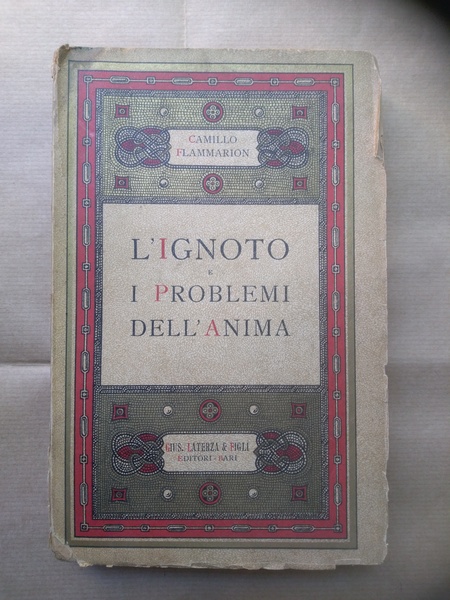 CAMILLO
FLAMMARION
L'IGNOTO
E
I PROBLEMI
DELL'ANIMA
GIUS. LATERZA & FIGLI
EDITORI-BARI